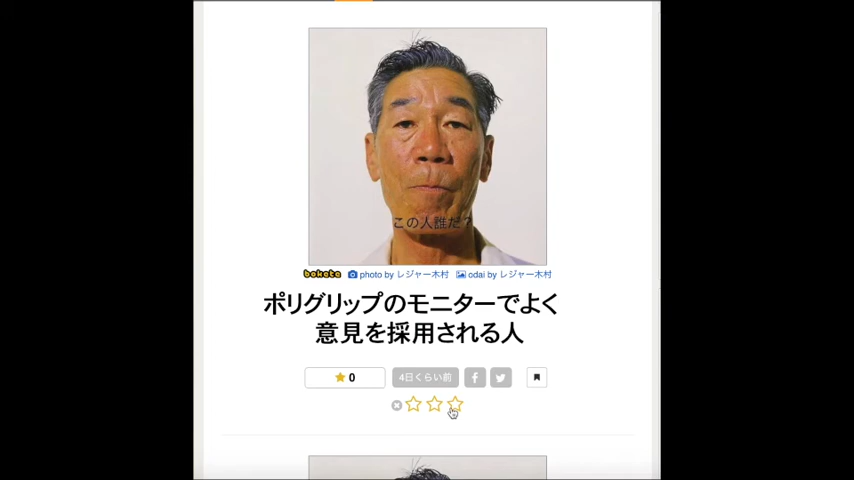 この人誰だ?
bokete photo by レジャー木村 odai by レジャー木村
ポリグリップのモニターでよく
意見を採用される人
0 4日くらい前